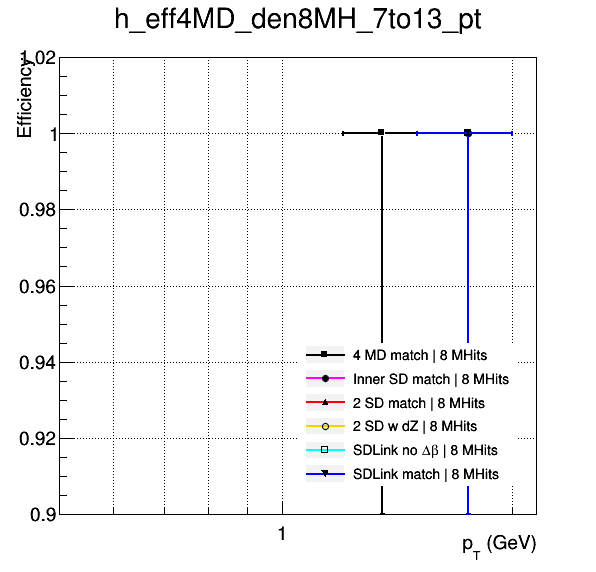 h_eff4MD_den8MH_7to13_pt
Efficiency
1.02
1
0.98
0.96
0.94
0.92
0.9
4 MD match | 8 MHits
Inner SD match | 8 MHits
2 SD match | 8 MHits
2 SD w dZ | 8 MHits
SDLink no Δβ | 8 MHits
SDLink match | 8 MHits
1
p_T (GeV)